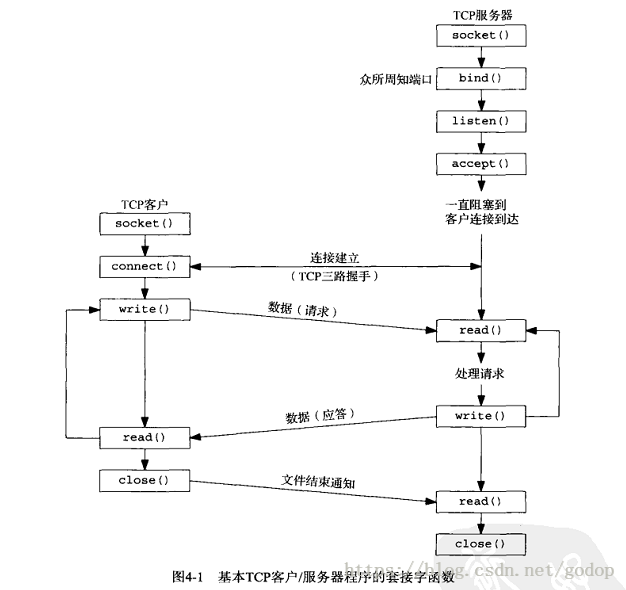 TCP服务器
socket()
众所周知端口
bind()
listen()
accept()
一直阻塞到
客户连接到达
TCP客户
socket()
connect()
连接建立
(TCP三路握手)
write()
数据(请求)
read()
处理请求
write()
数据(应答)
read()
close()
文件结束通知
read()
close()
https://blog.csdn.net/godop
图4-1 基本TCP客户/服务器程序的套接字函数